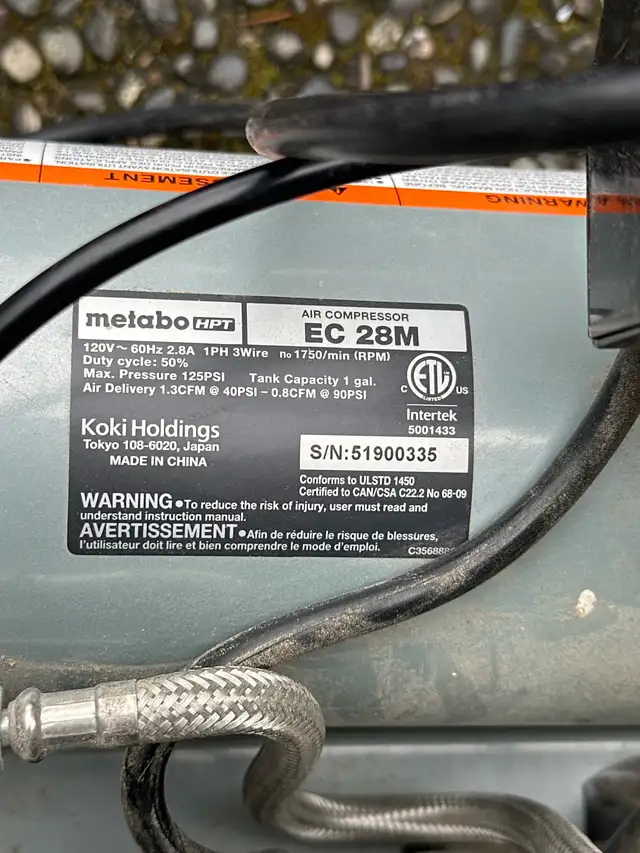 WARNING
metabo HPT
AIR COMPRESSOR
EC 28M
120V~ 60Hz 2.8A 1PH 3Wire no1750/min (RPM)
Duty cycle: 50%
Max. Pressure 125PSI Tank Capacity 1 gal.
Air Delivery 1.3CFM @ 40PSI – 0.8CFM @ 90PSI
C ETL US
LISTED
Intertek
5001433
Koki Holdings
Tokyo 108-6020, Japan
MADE IN CHINA
S/N:51900335
Conforms to ULSTD 1450
Certified to CAN/CSA C22.2 No 68-09
WARNING ●To reduce the risk of injury, user must read and
understand instruction manual.
AVERTISSEMENT ●Afin de réduire le risque de blessures,
l'utilisateur doit lire et bien comprendre le mode d'emploi.